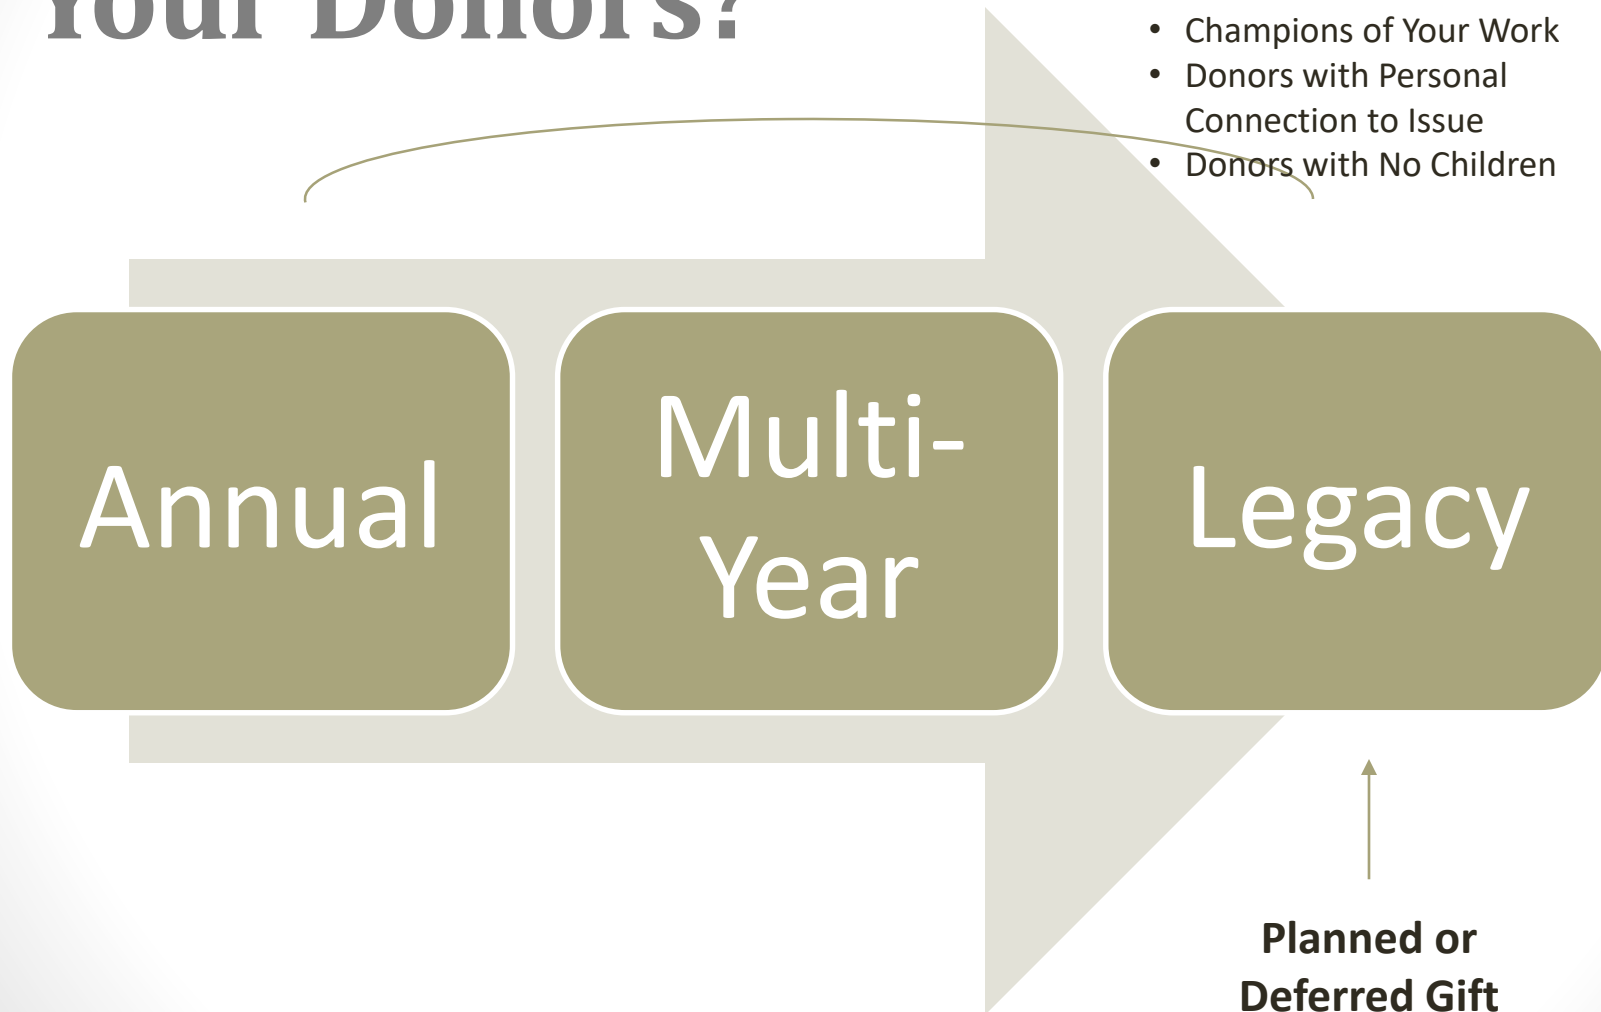 Your Donors?
• Champions of Your Work
• Donors with Personal
Connection to Issue
• Donors with No Children
Annual
Multi-
Year
Legacy
Planned or
Deferred Gift